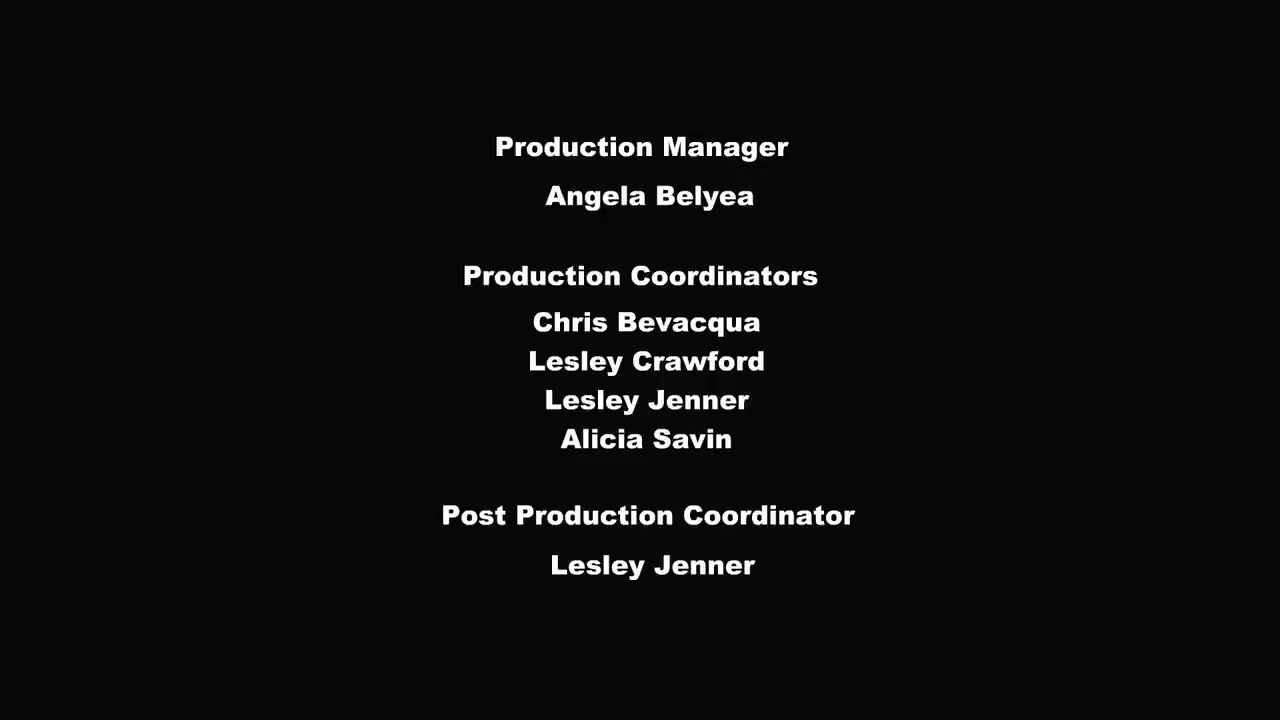 Production Manager
Angela Belyea
Production Coordinators
Chris Bevacqua
Lesley Crawford
Lesley Jenner
Alicia Savin
Post Production Coordinator
Lesley Jenner